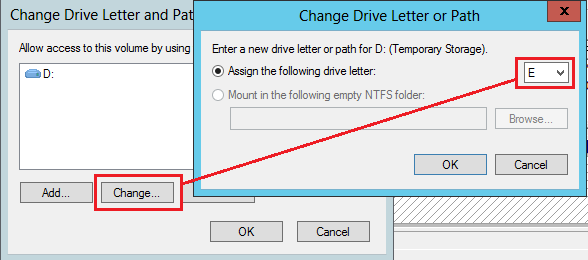 Change Drive Letter and Pat
Allow access to this volume by using
D:
Add...
Change...
OK
Cancel
Change Drive Letter or Path
x
Enter a new drive letter or path for D: (Temporary Storage).
Assign the following drive letter:
E
Mount in the following empty NTFS folder:
Browse...
OK
Cancel